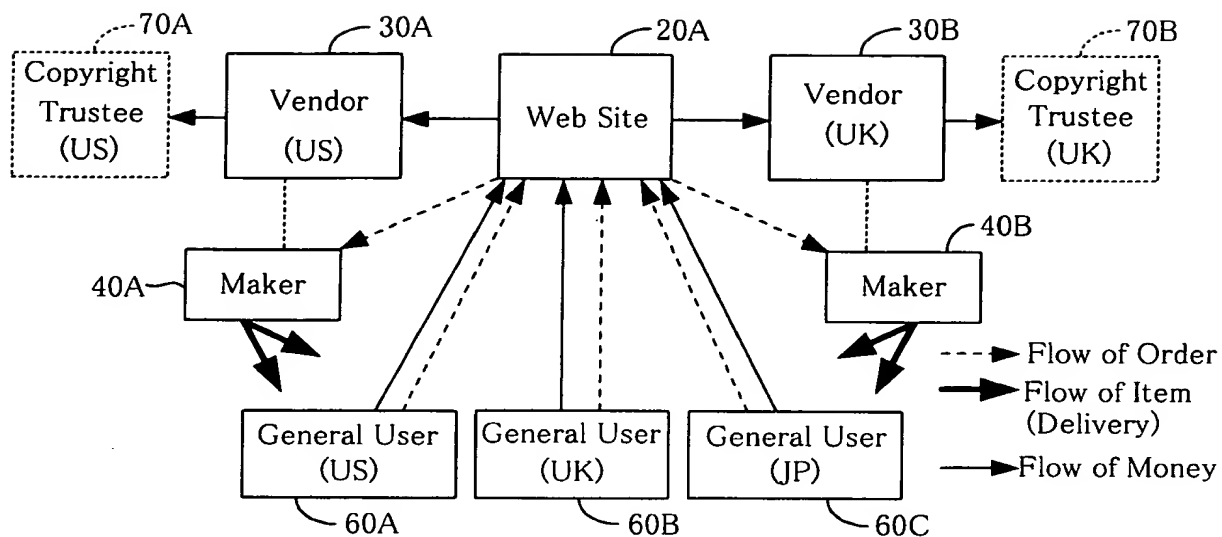 70A
30A
20A
30B
70B
Copyright
Trustee
(US)
Vendor
(US)
Web Site
Vendor
(UK)
Copyright
Trustee
(UK)
40A
Maker
40B
Maker
Flow of Order
Flow of Item
(Delivery)
Flow of Money
General User
(US)
General User
(UK)
General User
(JP)
60A
60B
60C